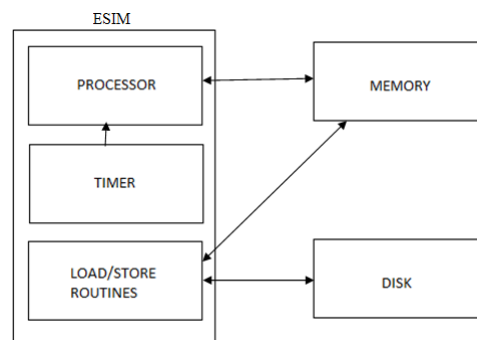 ESIM
PROCESSOR
MEMORY
TIMER
LOAD/STORE
ROUTINES
DISK